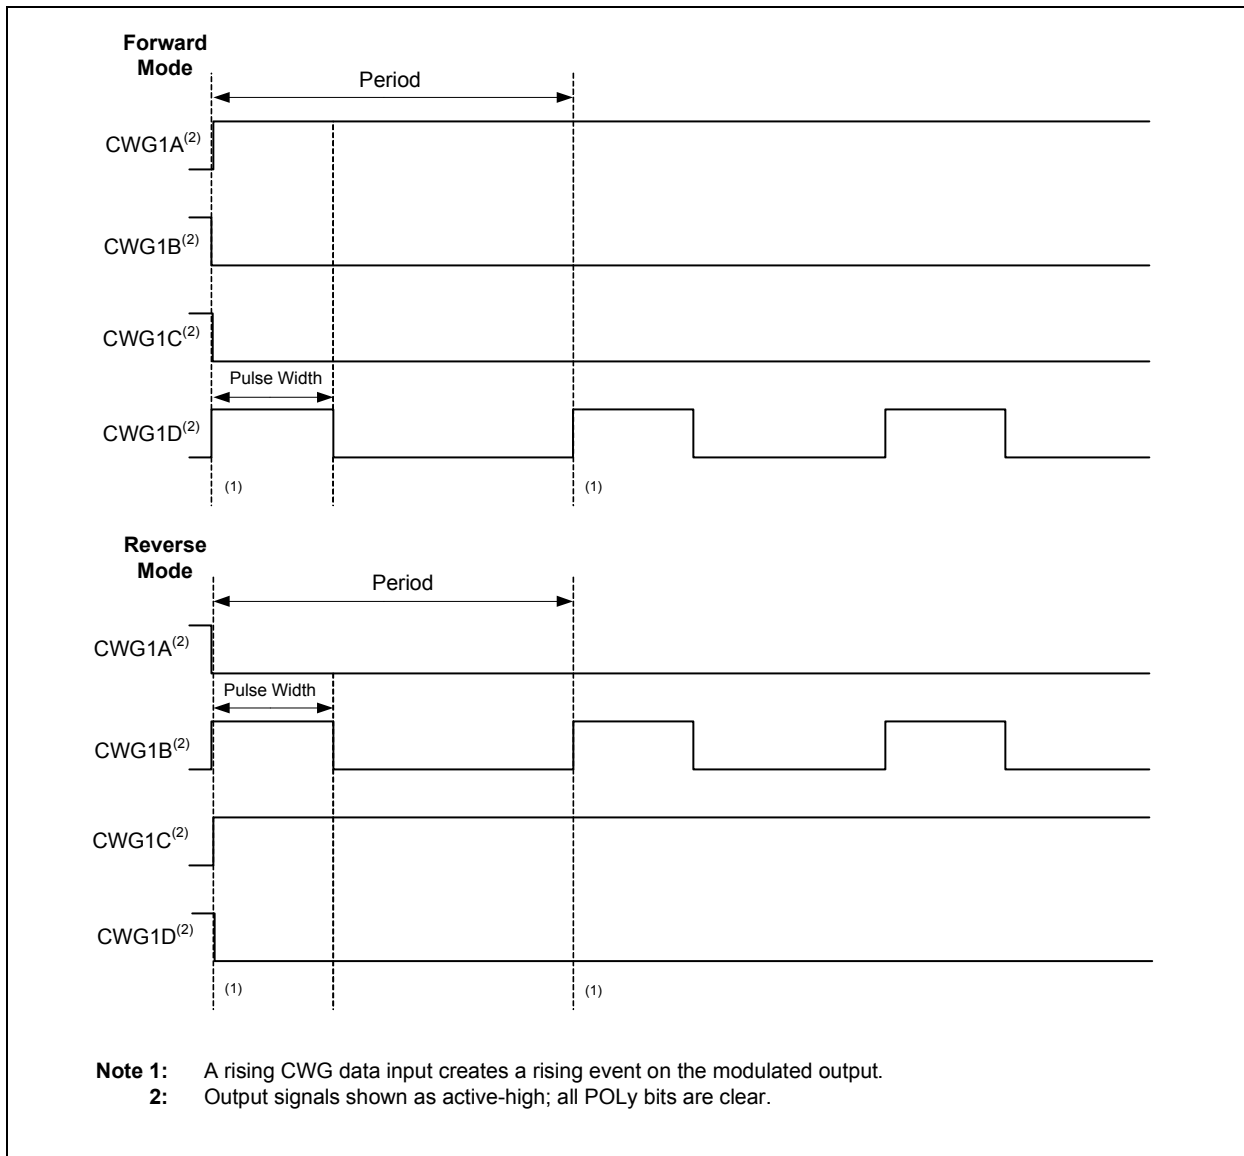 Forward
Mode
Period
CWG1A(2)
CWG1B(2)
CWG1C(2)
Pulse Width
CWG1D(2)
(1) (1)
Reverse
Mode
Period
CWG1A(2)
Pulse Width
CWG1B(2)
CWG1C(2)
CWG1D(2)
(1) (1)
Note 1: A rising CWG data input creates a rising event on the modulated output.
2: Output signals shown as active-high; all POLy bits are clear.